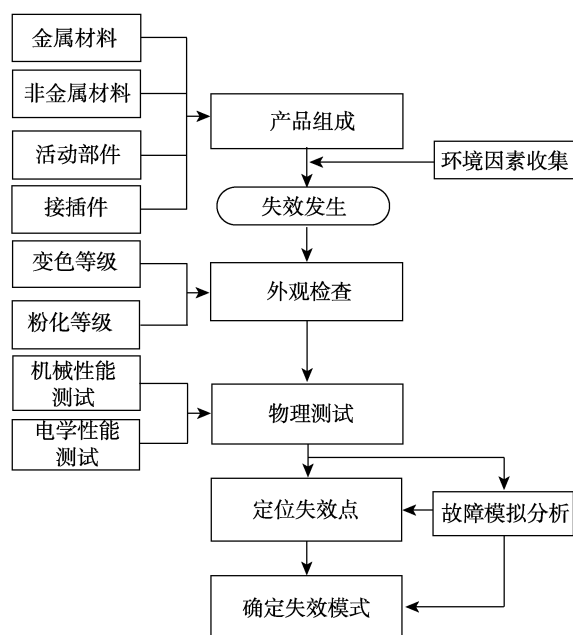 金属材料
非金属材料
活动部件
接插件
产品组成
环境因素收集
失效发生
变色等级
粉化等级
外观检查
机械性能
测试
电学性能
测试
物理测试
定位失效点
故障模拟分析
确定失效模式